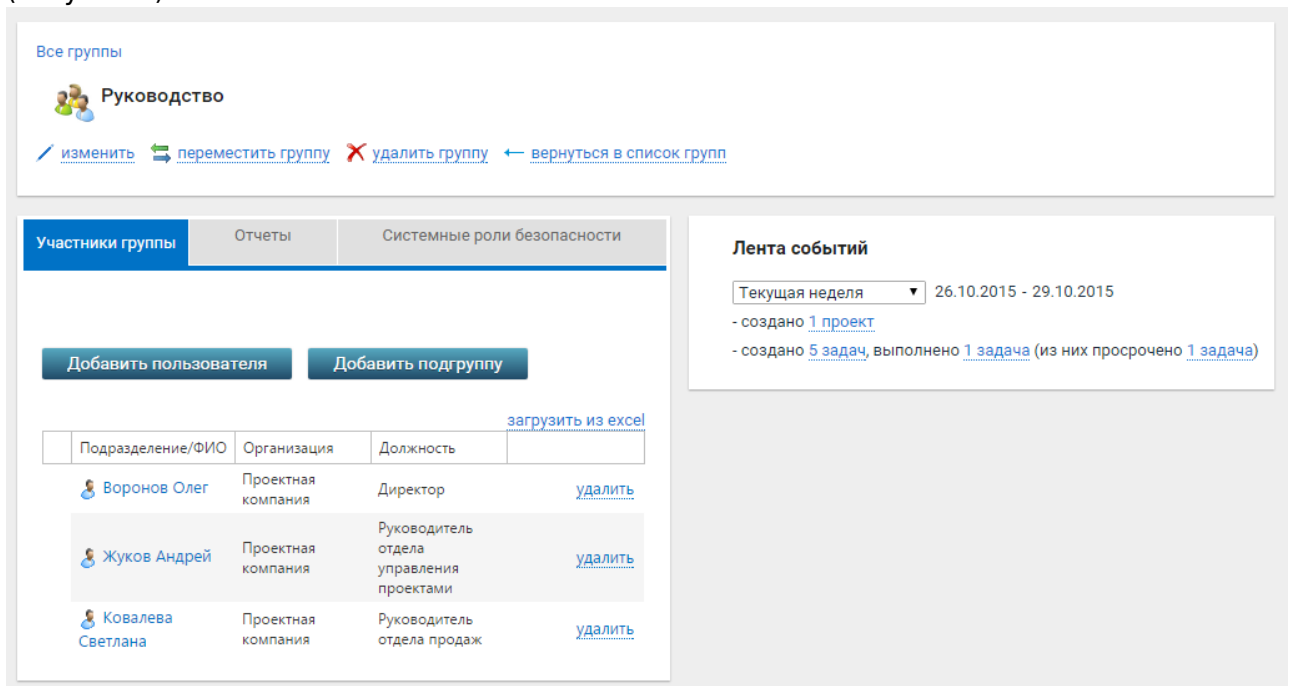 Все группы
Руководство
изменить переместить группу удалить группу вернуться в список групп
Участники группы Отчеты Системные роли безопасности
Добавить пользователя Добавить подгруппу
загрузить из excel
Подразделение/ФИО Организация Должность
Воронов Олег Проектная компания Директор удалить
Жуков Андрей Проектная компания Руководитель отдела управления проектами удалить
Ковалева Светлана Проектная компания Руководитель отдела продаж удалить
Лента событий
Текущая неделя 26.10.2015 - 29.10.2015
- создано 1 проект
- создано 5 задач, выполнено 1 задача (из них просрочено 1 задача)